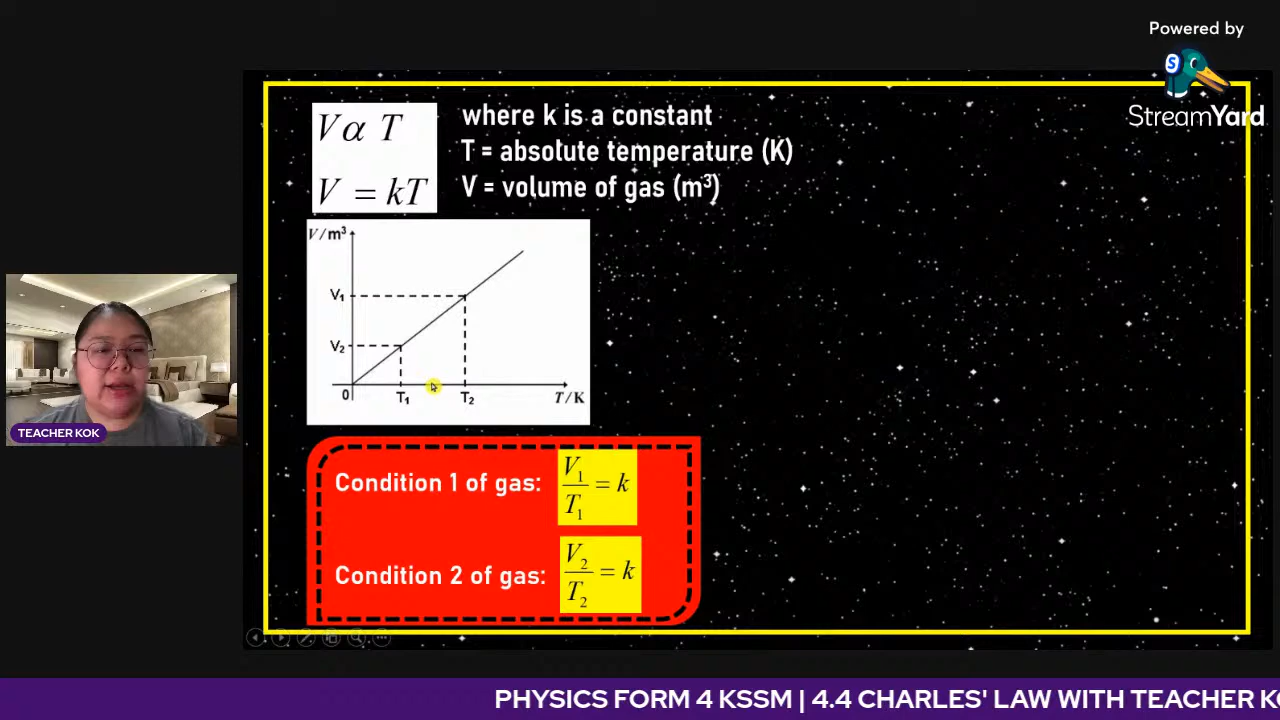 Powered by
S
StreamYard
V α T
V = kT
where k is a constant
T = absolute temperature (K)
V = volume of gas (m³)
V/m³
V₁
V₂
0
T₁
T₂
T/K
Condition 1 of gas: V₁/T₁ = k
Condition 2 of gas: V₂/T₂ = k
TEACHER KOK
PHYSICS FORM 4 KSSM | 4.4 CHARLES' LAW WITH TEACHER K